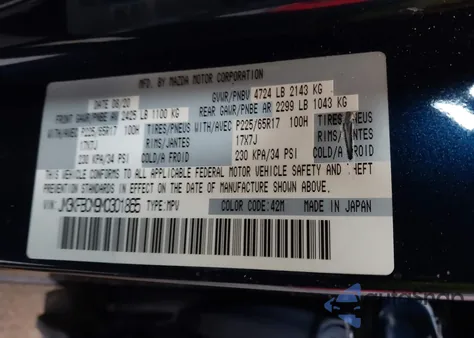 MFD. BY MAZDA MOTOR CORPORATION
DATE 08/20 GVWR/PNBV 4724 LB 2143 KG
FRONT GAWR/PNBE AV 2425 LB 1100 KG REAR GAWR/PNBE AR 2299 LB 1043 KG
WITH/AVEC P225/65R17 100H TIRES/PNEUS WITH/AVEC P225/65R17 100H TIRES/PNEUS
17X7J RIMS/JANTES 17X7J RIMS/JANTES
230 KPA/34 PSI COLD/A FROID 230 KPA/34 PSI COLD/A FROID
THIS VEHICLE CONFORMS TO ALL APPLICABLE FEDERAL MOTOR VEHICLE SAFETY AND THEFT
PREVENTION STANDARDS IN EFFECT ON THE DATE OF MANUFACTURE SHOWN ABOVE.
VIN: TYPE: MPV COLOR CODE: 42M MADE IN JAPAN